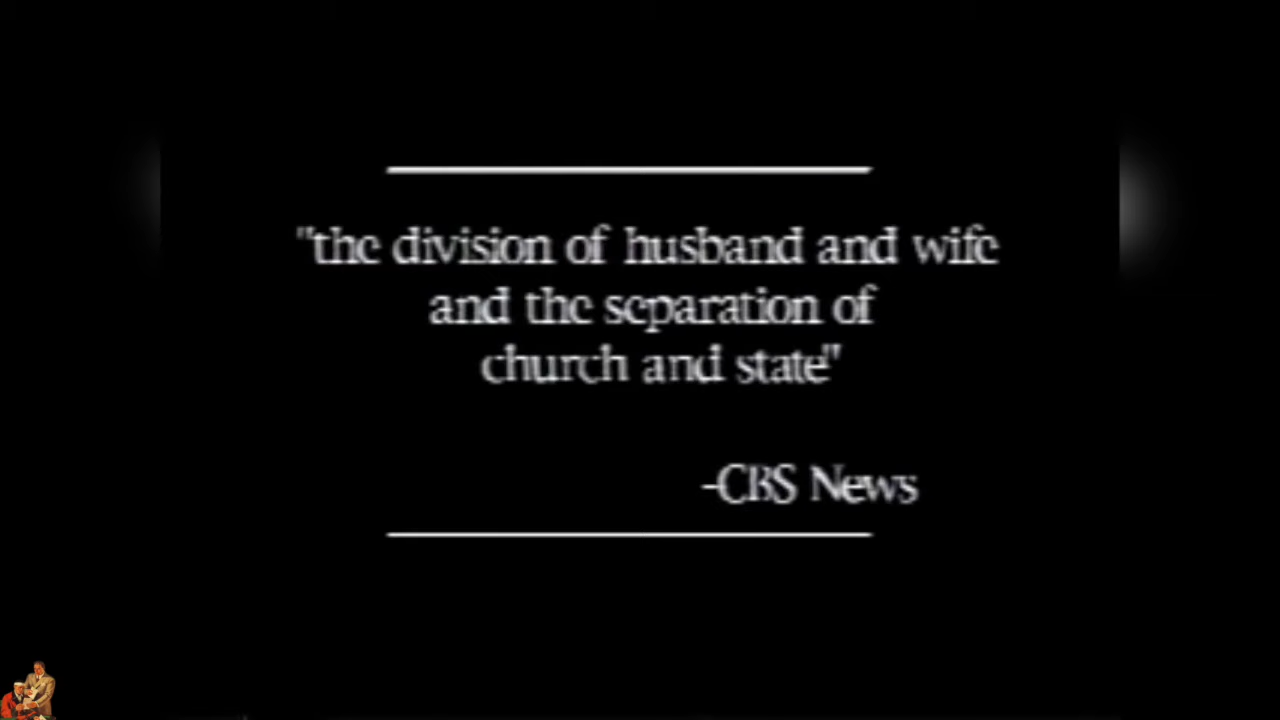 "the division of husband and wife
and the separation of
church and state"
-CBS News